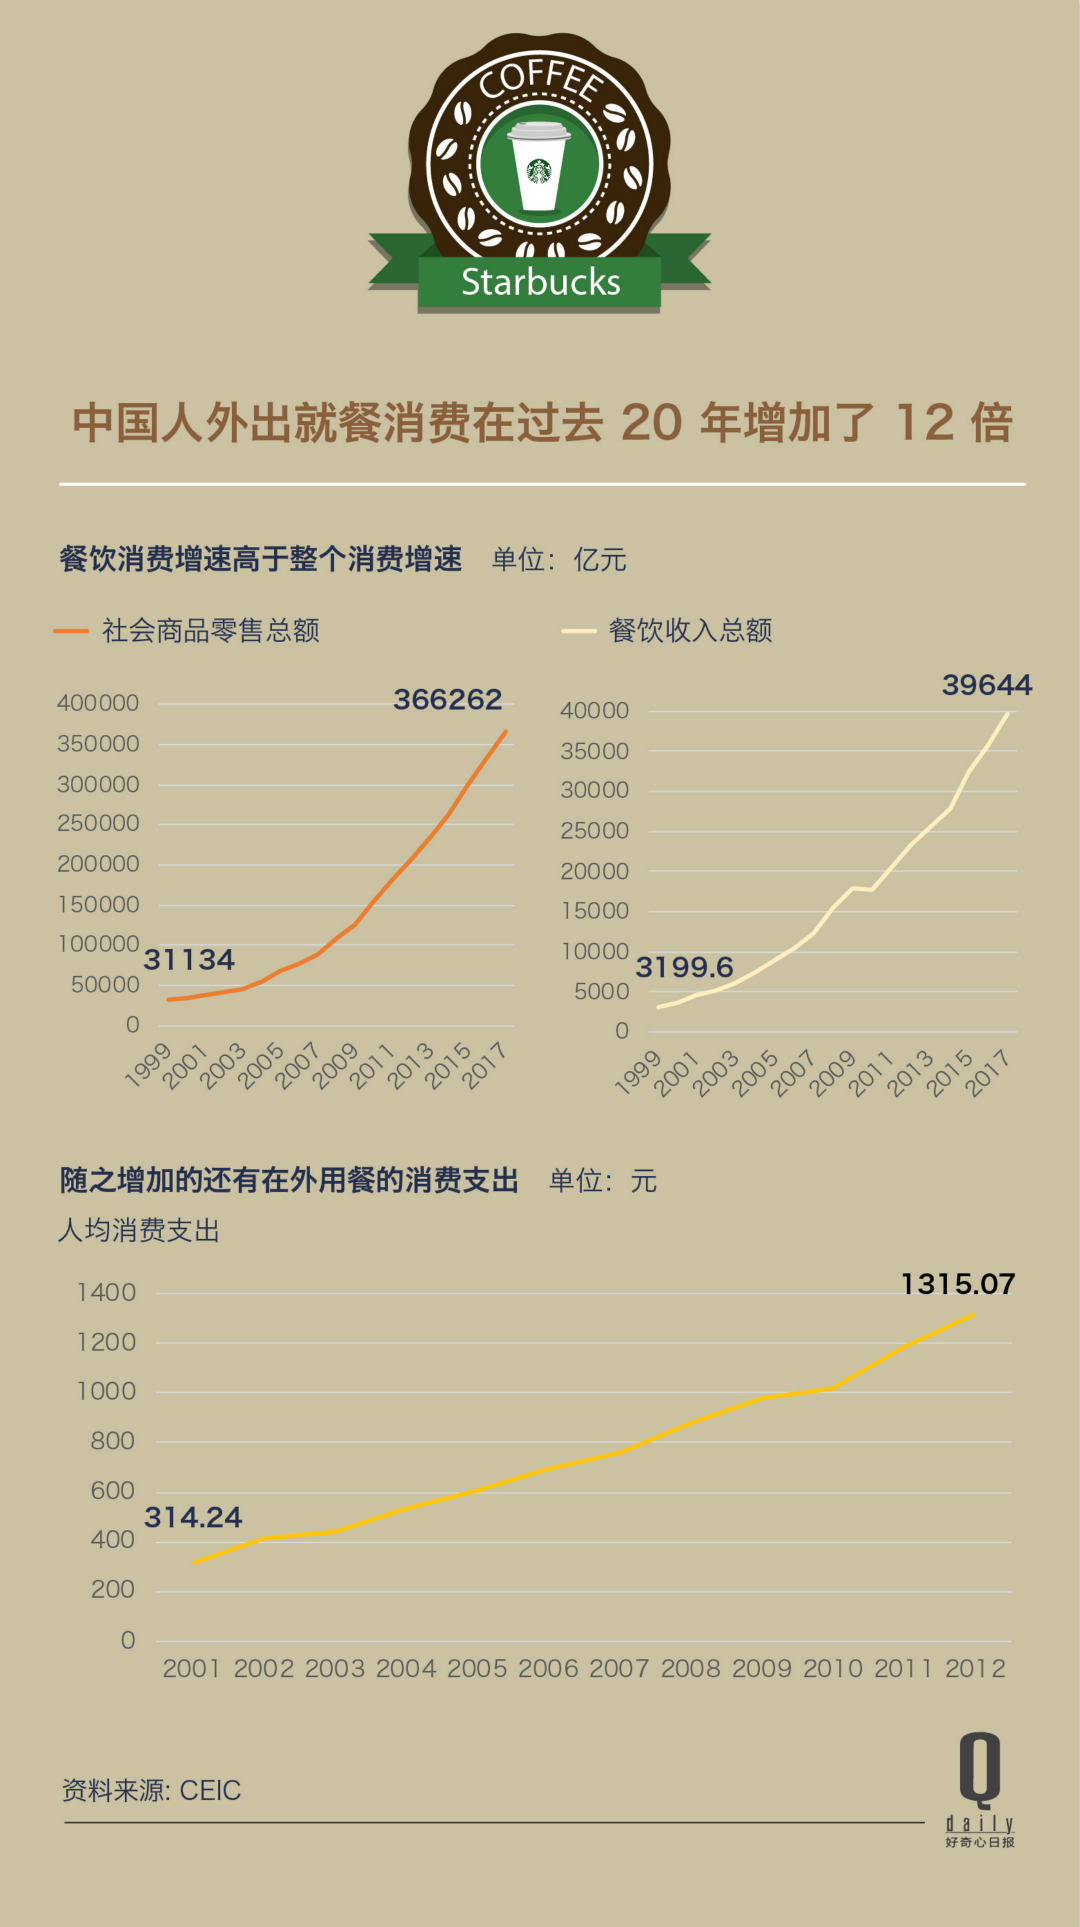 COFFEE
Starbucks
中国人外出就餐消费在过去 20 年增加了 12 倍
餐饮消费增速高于整个消费增速 单位：亿元
社会商品零售总额
餐饮收入总额
366262
400000
350000
300000
250000
200000
150000
100000
50000
0
31134
1999 2001 2003 2005 2007 2009 2011 2013 2015 2017
39644
40000
35000
30000
25000
20000
15000
10000
5000
0
3199.6
1999 2001 2003 2005 2007 2009 2011 2013 2015 2017
随之增加的还有在外用餐的消费支出 单位：元
人均消费支出
1315.07
1400
1200
1000
800
600
400
200
0
314.24
2001 2002 2003 2004 2005 2006 2007 2008 2009 2010 2011 2012
资料来源: CEIC
Q
daily
好奇心日报